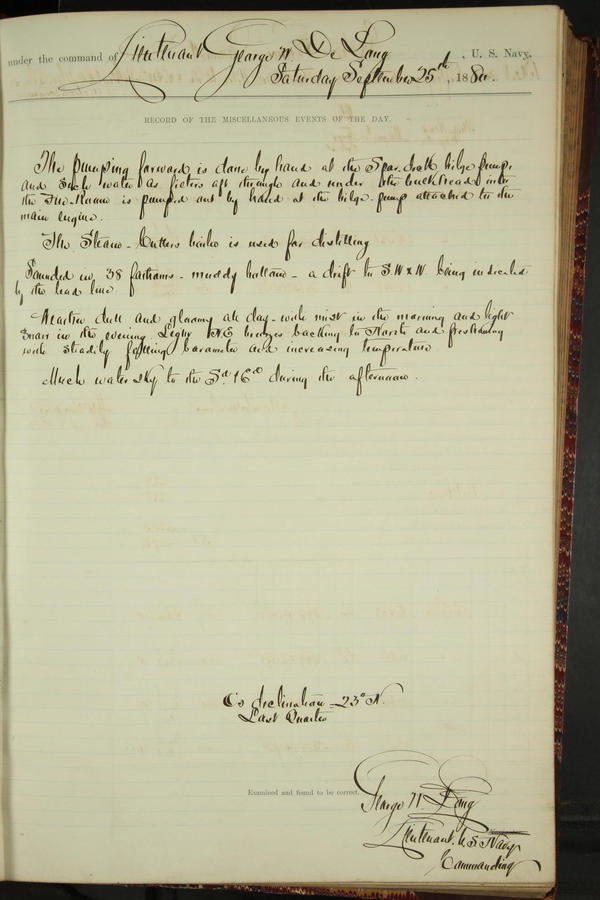 under the command of Lieutenant George W. De Long, U. S. Navy,
Saturday September 25th, 1880.
RECORD OF THE MISCELLANEOUS EVENTS OF THE DAY.
The pumping forward is done by hand at the Spar-deck bilge pump,
and such water as filters aft through and under the bulkhead into
the Fire-Room is pumped out by hand at the bilge-pump attached to the
main engine.
The Steam-Cutters boiler is used for distilling
Sounded in 38 fathoms - muddy bottom - a drift to S.W x W being indicated
by the lead line.
Weather dull and gloomy all day - with mist in the morning and light
snow in the evening Light N.E breezes backing to North and freshening
with steadily falling barometer and increasing temperature
Much water sky to the Sd & Ed during the afternoon.
declination - 23° N.
Last Quarter
Examined and found to be correct.
George W. De Long
Lieutenant U.S Navy
Commanding